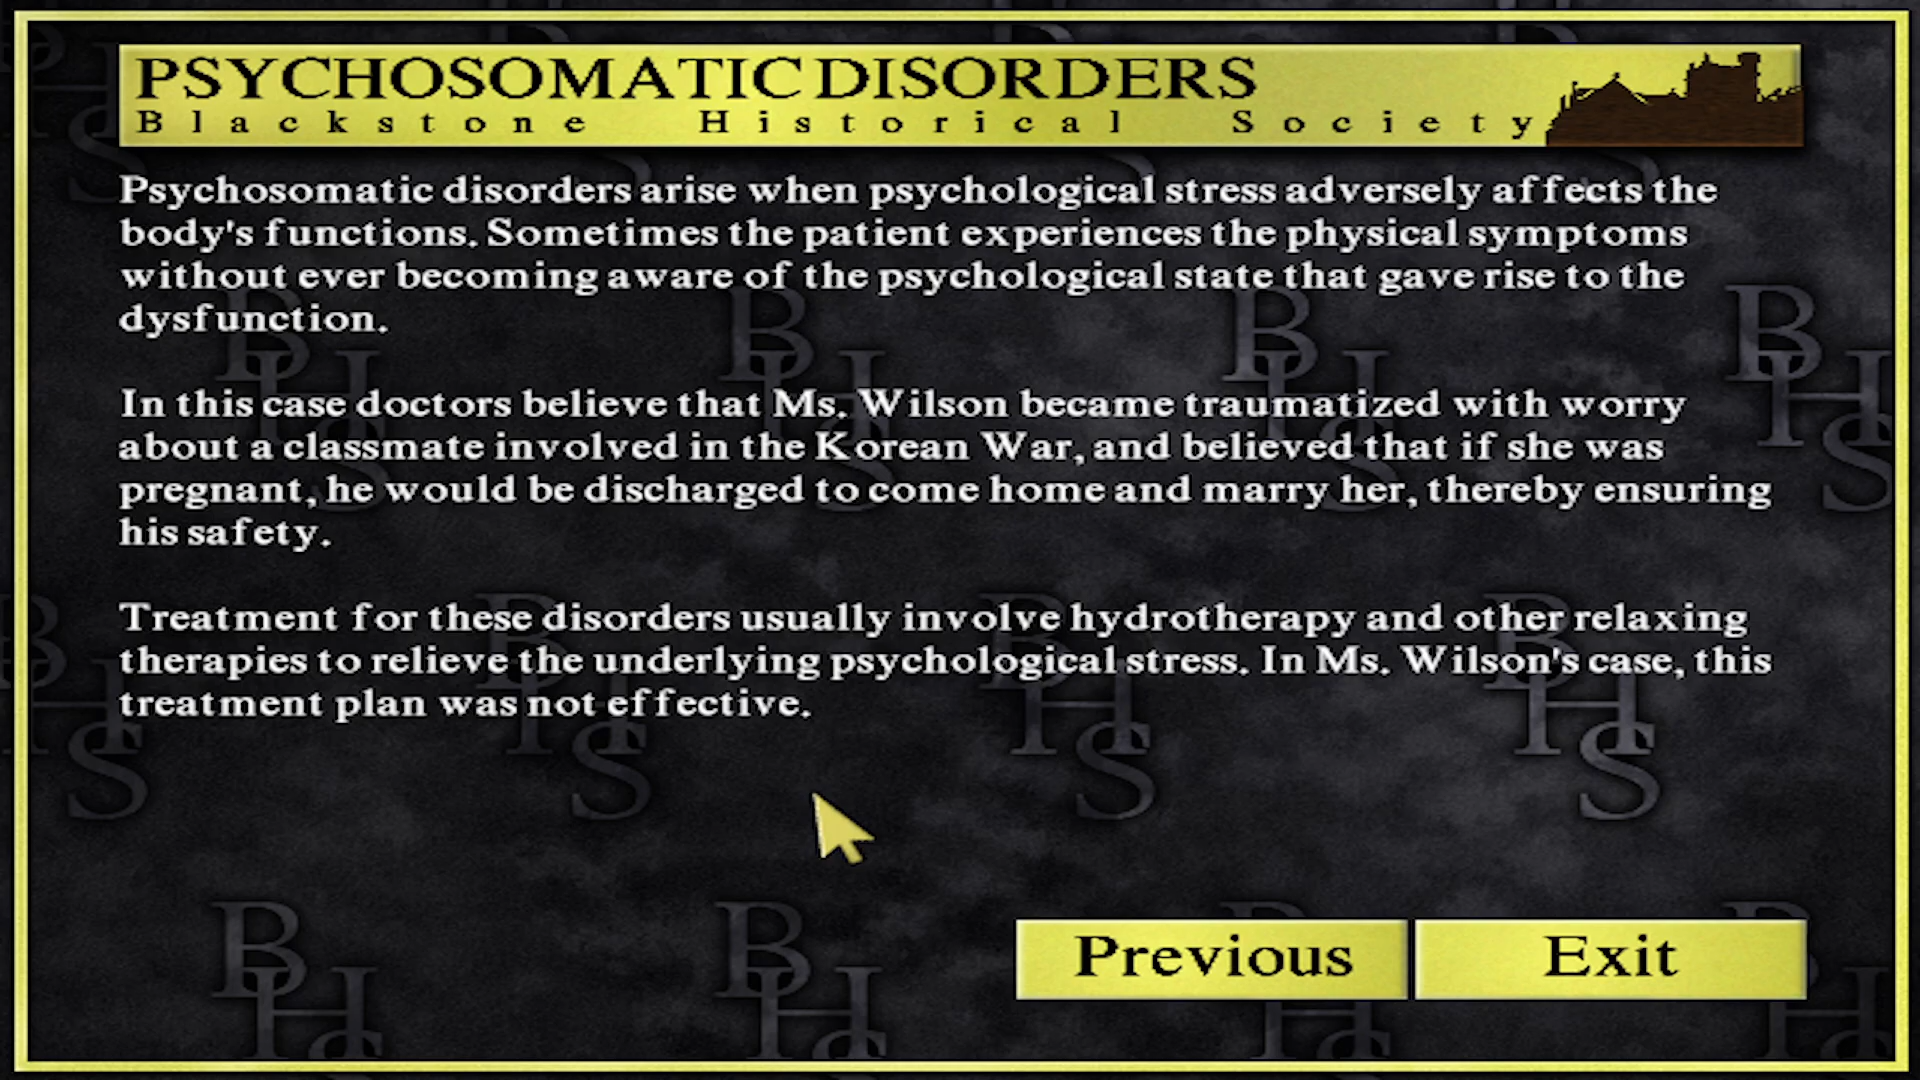 PSYCHOSOMATIC DISORDERS
Blackstone Historical Society
Psychosomatic disorders arise when psychological stress adversely affects the
body's functions. Sometimes the patient experiences the physical symptoms
without ever becoming aware of the psychological state that gave rise to the
dysfunction.
In this case doctors believe that Ms. Wilson became traumatized with worry
about a classmate involved in the Korean War, and believed that if she was
pregnant, he would be discharged to come home and marry her, thereby ensuring
his safety.
Treatment for these disorders usually involve hydrotherapy and other relaxing
therapies to relieve the underlying psychological stress. In Ms. Wilson's case, this
treatment plan was not effective.
Previous
Exit